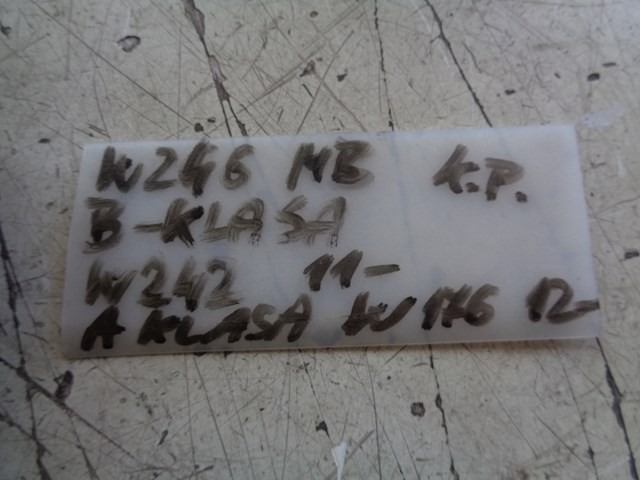 W246 MB K.P.
B-KLASA
W242 11-
A KLASA W176 12-